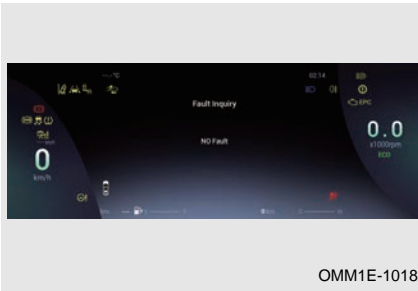 --.-°C
02:14
Fault Inquiry
EPC
NO Fault
0
km/h
0.0
x1000rpm
ECO
OMM1E-1018